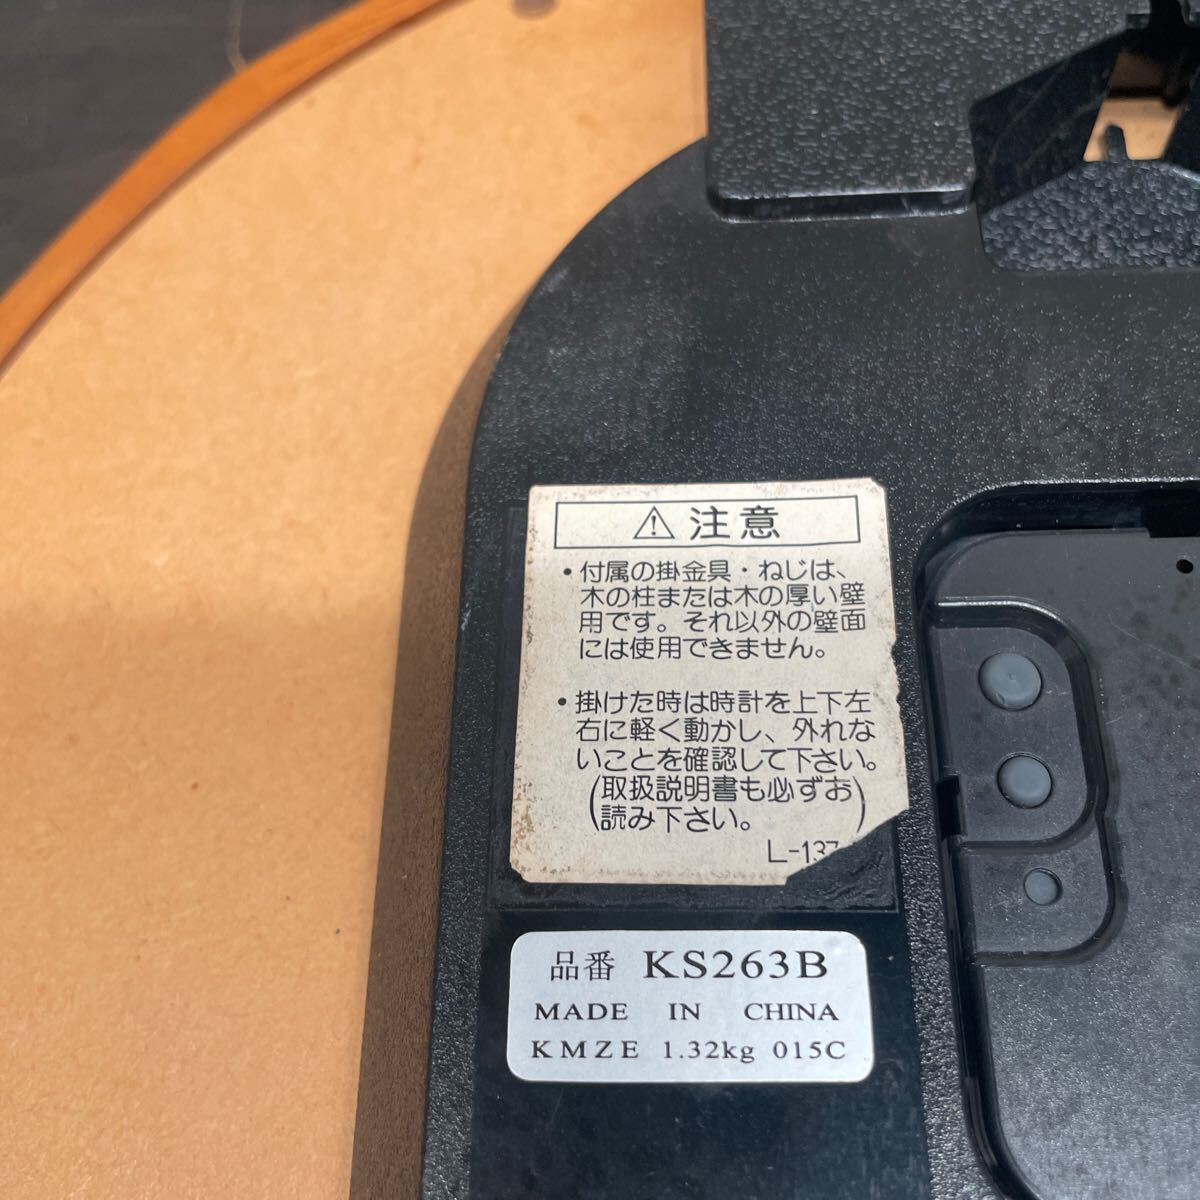 注意
・付属の掛金具・ねじは、
木の柱または木の厚い壁
用です。それ以外の壁面
には使用できません。
・掛けた時は時計を上下左
右に軽く動かし、外れな
いことを確認して下さい。
(取扱説明書も必ずお
読み下さい。)
L-137
品番 KS263B
MADE IN CHINA
KMZE 1.32kg 015C